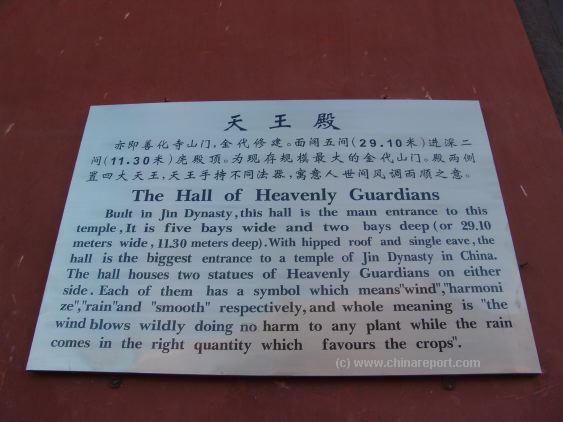 天王殿
亦即善化寺山门,金代修建。面阔五间(29.10米)进深二
间(11.30米)庑殿顶。为现存规模最大的金代山门。殿两侧
置四大天王,天王手持不同法器,寓意人世间风调雨顺之意。
The Hall of Heavenly Guardians
Built in Jin Dynasty,this hall is the main entrance to this
temple,It is five bays wide and two bays deep(or 29.10
meters wide,11.30 meters deep).With hipped roof and single eave,the
hall is the biggest entrance to a temple of Jin Dynasty in China.
The hall houses two statues of Heavenly Guardians on either
side. Each of them has a symbol which means"wind","harmoni
ze","rain"and "smooth" respectively,and whole meaning is "the
wind blows wildly doing no harm to any plant while the rain
comes in the right quantity which favours the crops".
(c) www.chinareport.com